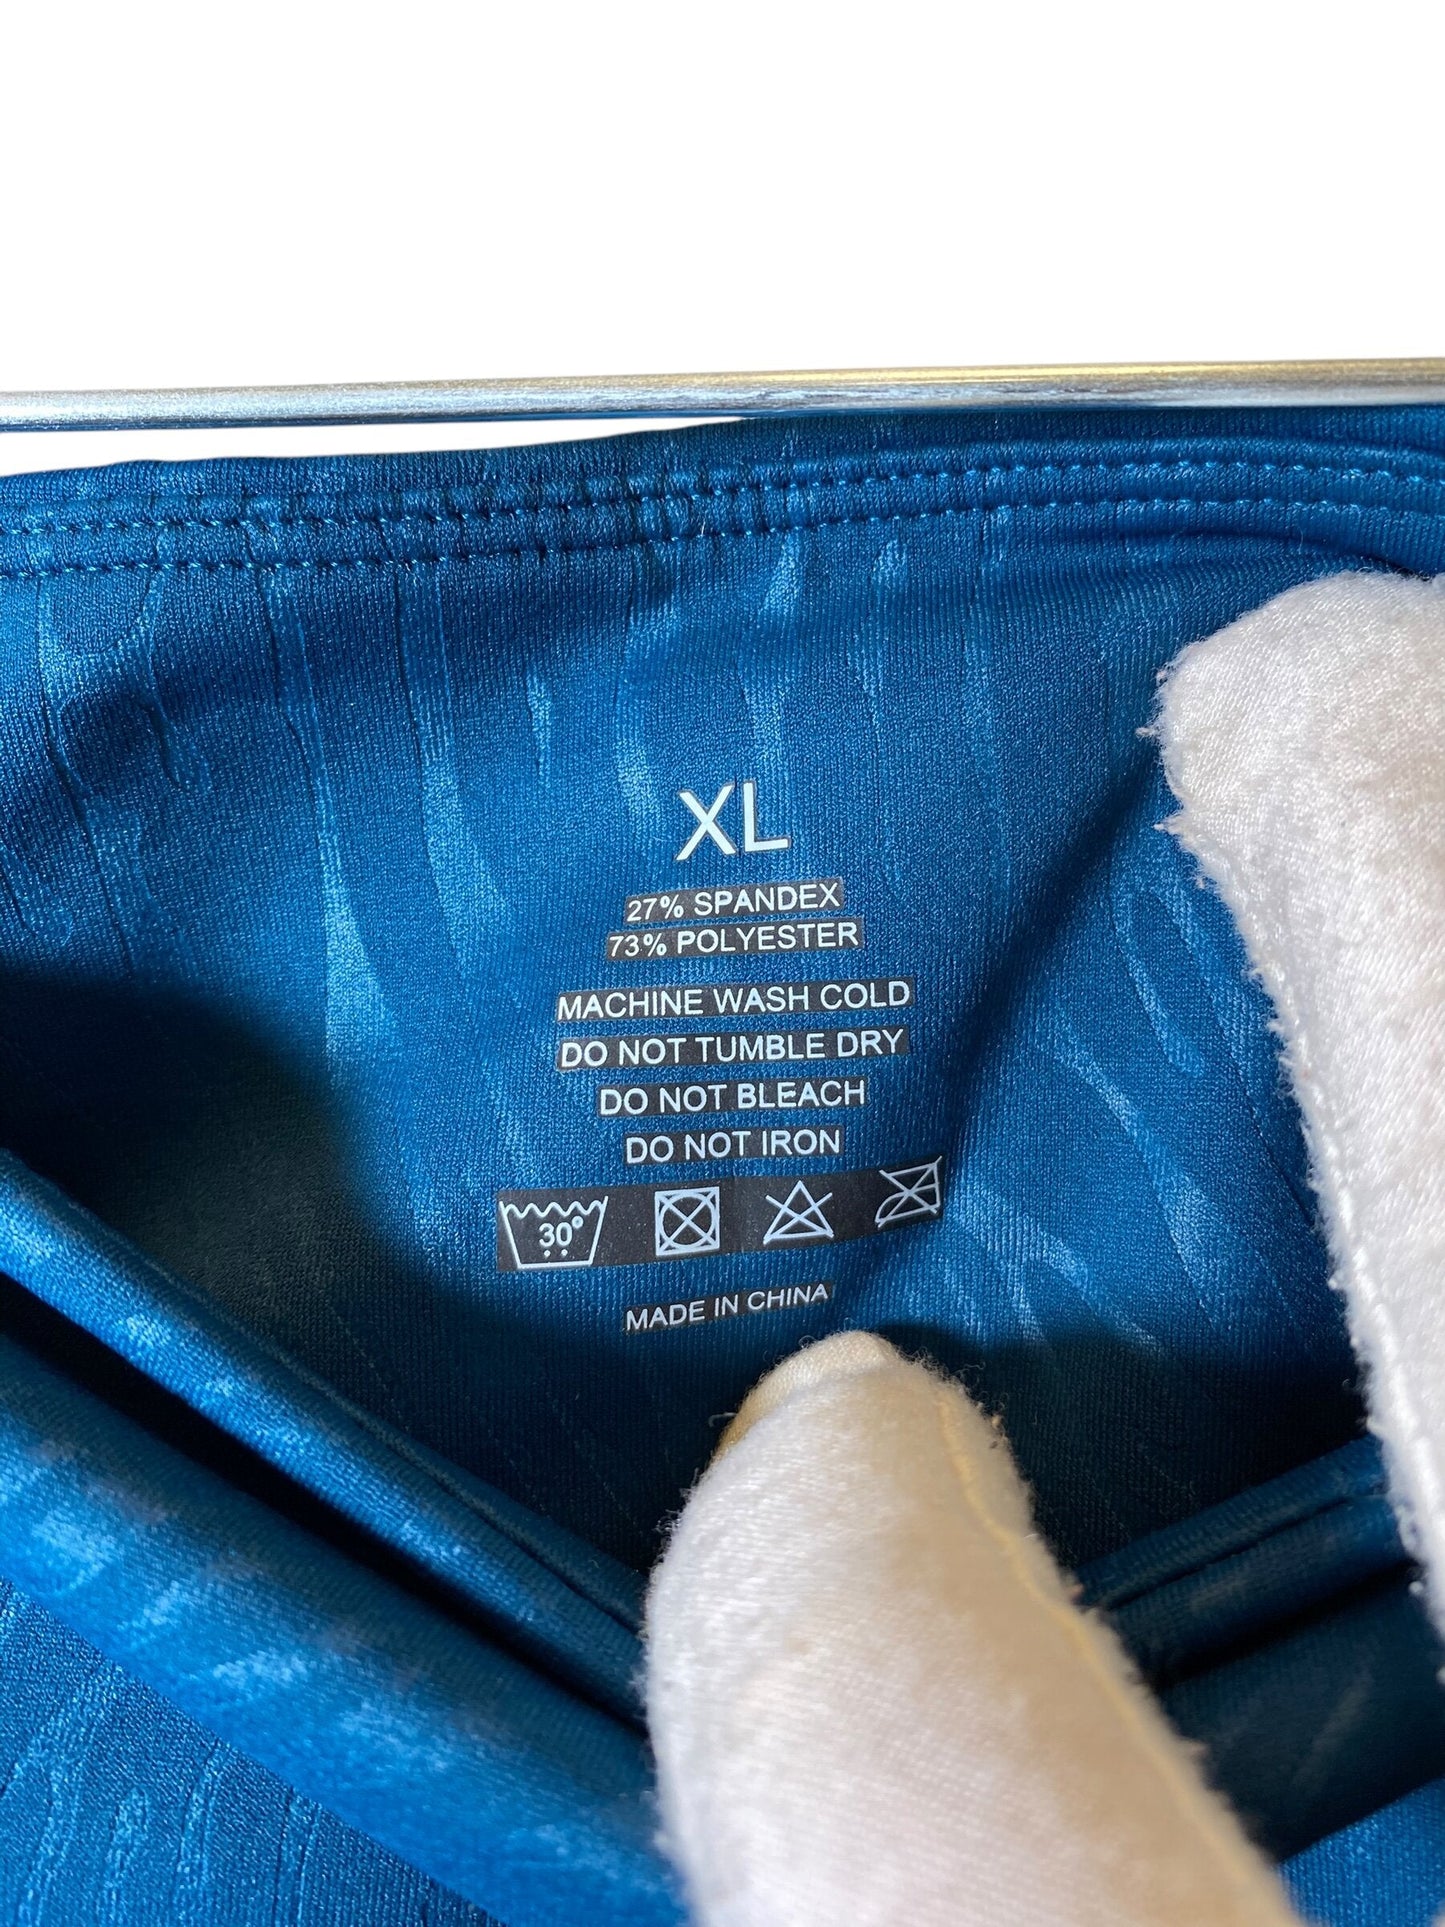 XL
27% SPANDEX
73% POLYESTER
MACHINE WASH COLD
DO NOT TUMBLE DRY
DO NOT BLEACH
DO NOT IRON
30°
MADE IN CHINA